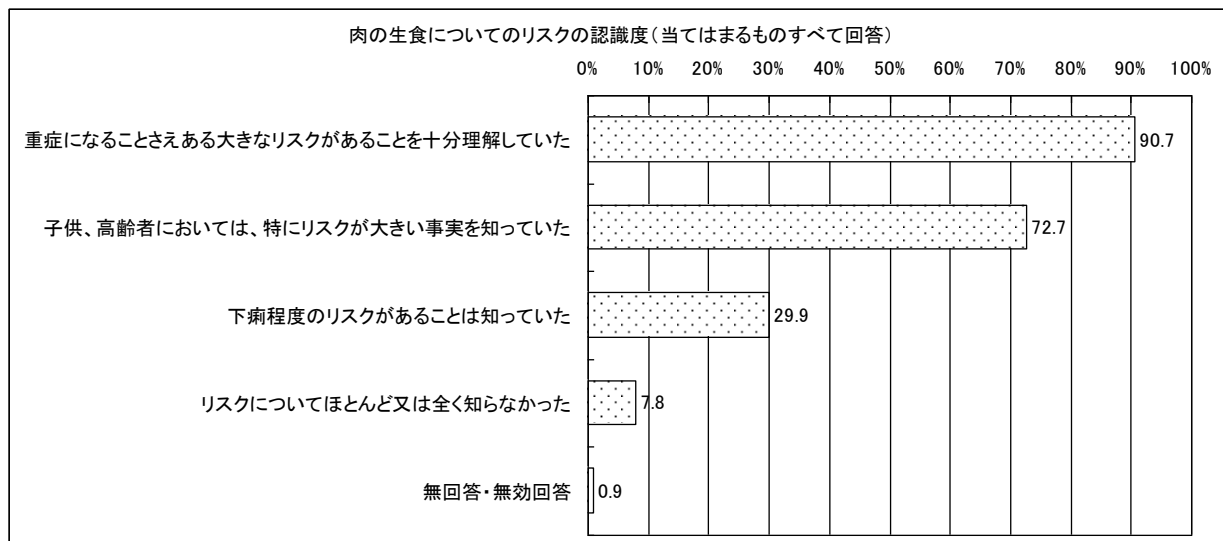 肉の生食についてのリスクの認識度(当てはまるものすべて回答)
0% 10% 20% 30% 40% 50% 60% 70% 80% 90% 100%
重症になることさえある大きなリスクがあることを十分理解していた 90.7
子供、高齢者においては、特にリスクが大きい事実を知っていた 72.7
下痢程度のリスクがあることは知っていた 29.9
リスクについてほとんど又は全く知らなかった 7.8
無回答・無効回答 0.9